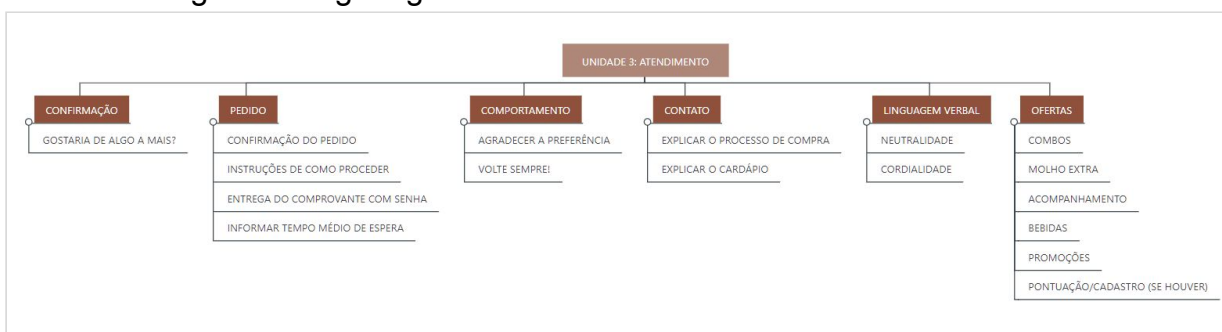 UNIDADE 3: ATENDIMENTO
CONFIRMAÇÃO
GOSTARIA DE ALGO A MAIS?
PEDIDO
CONFIRMAÇÃO DO PEDIDO
INSTRUÇÕES DE COMO PROCEDER
ENTREGA DO COMPROVANTE COM SENHA
INFORMAR TEMPO MÉDIO DE ESPERA
COMPORTAMENTO
AGRADECER A PREFERÊNCIA
VOLTE SEMPRE!
CONTATO
EXPLICAR O PROCESSO DE COMPRA
EXPLICAR O CARDÁPIO
LINGUAGEM VERBAL
NEUTRALIDADE
CORDIALIDADE
OFERTAS
COMBOS
MOLHO EXTRA
ACOMPANHAMENTO
BEBIDAS
PROMOÇÕES
PONTUAÇÃO/CADASTRO (SE HOUVER)